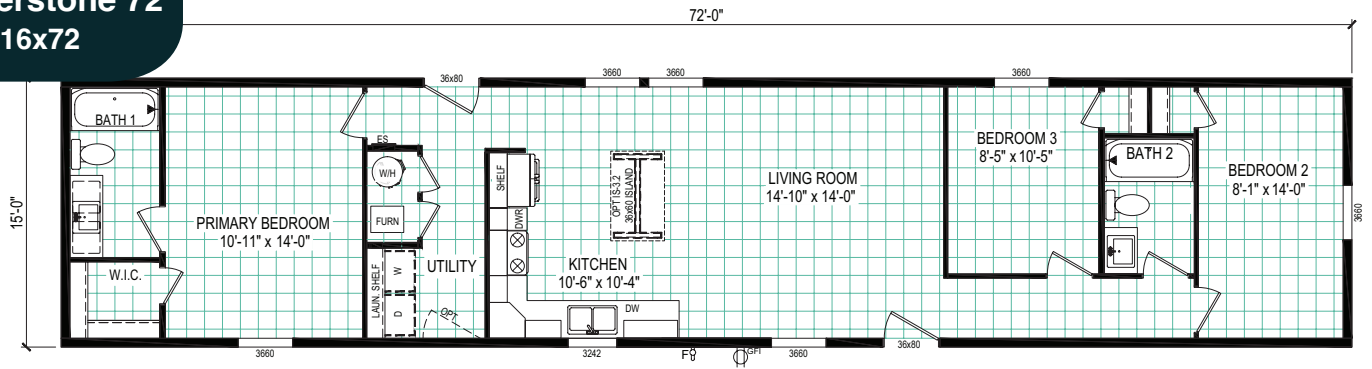 erstone 72
16x72
72'-0"
15'-0"
36x80
3660
3660
3660
BATH 1
PRIMARY BEDROOM
10'-11" x 14'-0"
W.I.C.
ES
W/H
FURN
UTILITY
LAUN. SHELF
W
D
OPT.
SHELF
DWR
KITCHEN
10'-6" x 10'-4"
DW
OPT IS-3.2
36x60 ISLAND
LIVING ROOM
14'-10" x 14'-0"
BEDROOM 3
8'-5" x 10'-5"
BATH 2
BEDROOM 2
8'-1" x 14'-0"
3660
3660
3242
F
GFI
3660
36x80